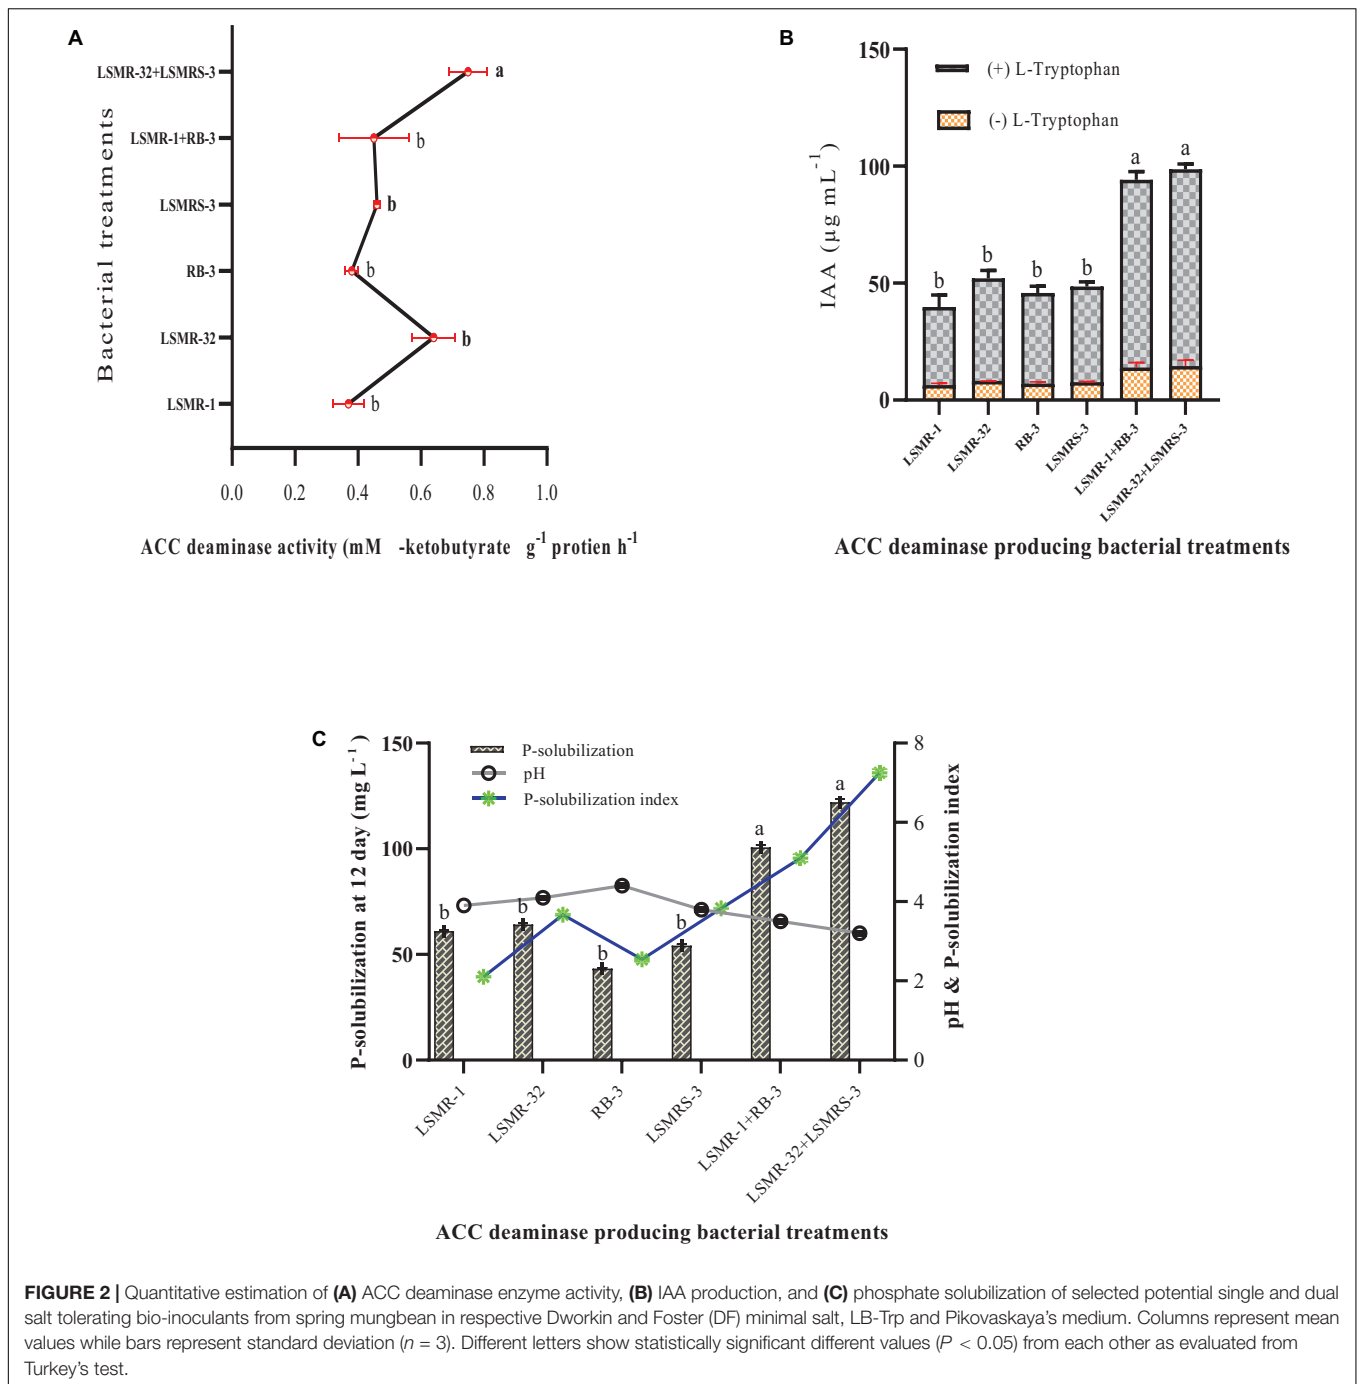 A
Bacterial treatments
LSMR-32+LSMRS-3
LSMR-1+RB-3
LSMRS-3
RB-3
LSMR-32
LSMR-1
a
b
b
b
b
b
0.0 0.2 0.4 0.6 0.8 1.0
ACC deaminase activity (mM -ketobutyrate g-1 protien h-1
B
IAA (µg mL-1)
150
100
50
0
(+) L-Tryptophan
(-) L-Tryptophan
b b b b a a
LSMR-1
LSMR-32
RB-3
LSMRS-3
LSMR-1+RB-3
LSMR-32+LSMRS-3
ACC deaminase producing bacterial treatments
C
P-solubilization at 12 day (mg L-1)
150
100
50
0
P-solubilization
pH
P-solubilization index
b b b b a a
8
6
4
2
0
pH & P-solubilization index
LSMR-1
LSMR-32
RB-3
LSMRS-3
LSMR-1+RB-3
LSMR-32+LSMRS-3
ACC deaminase producing bacterial treatments
FIGURE 2 | Quantitative estimation of (A) ACC deaminase enzyme activity, (B) IAA production, and (C) phosphate solubilization of selected potential single and dual
salt tolerating bio-inoculants from spring mungbean in respective Dworkin and Foster (DF) minimal salt, LB-Trp and Pikovaskaya's medium. Columns represent mean
values while bars represent standard deviation (n = 3). Different letters show statistically significant different values (P < 0.05) from each other as evaluated from
Turkey's test.